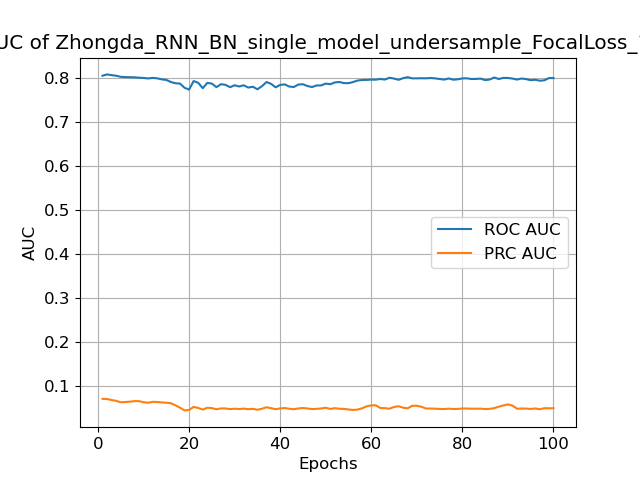 UC of Zhongda_RNN_BN_single_model_undersample_FocalLoss_
0.8
0.7
0.6
0.5
0.4
0.3
0.2
0.1
AUC
ROC AUC
PRC AUC
0 20 40 60 80 100
Epochs